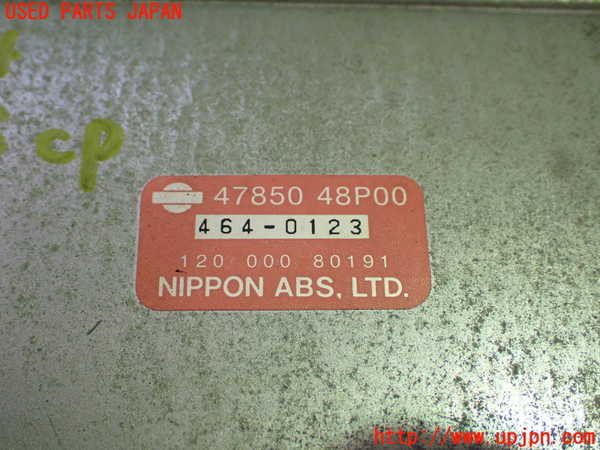 USED PARTS JAPAN
cp
47850 48P00
464-0123
120 000 80191
NIPPON ABS, LTD.
http://www.upjpn.com/